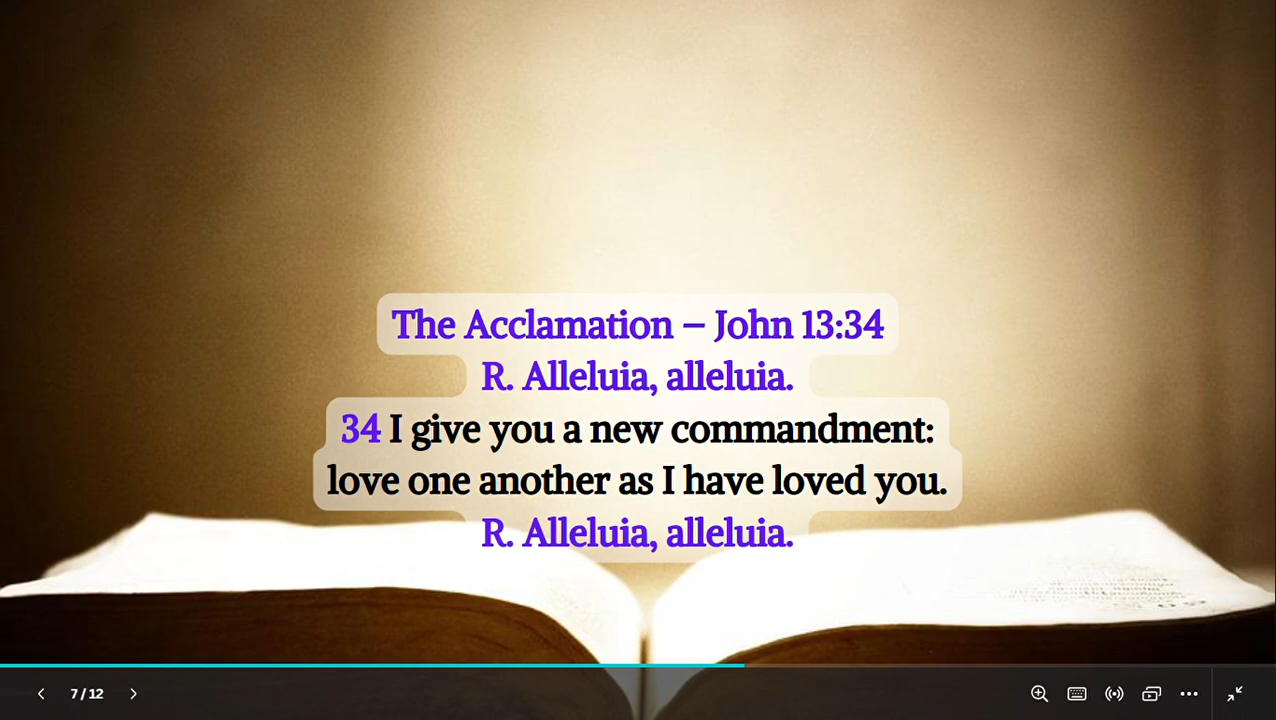 The Acclamation – John 13:34
R. Alleluia, alleluia.
34 I give you a new commandment:
love one another as I have loved you.
R. Alleluia, alleluia.
7 / 12